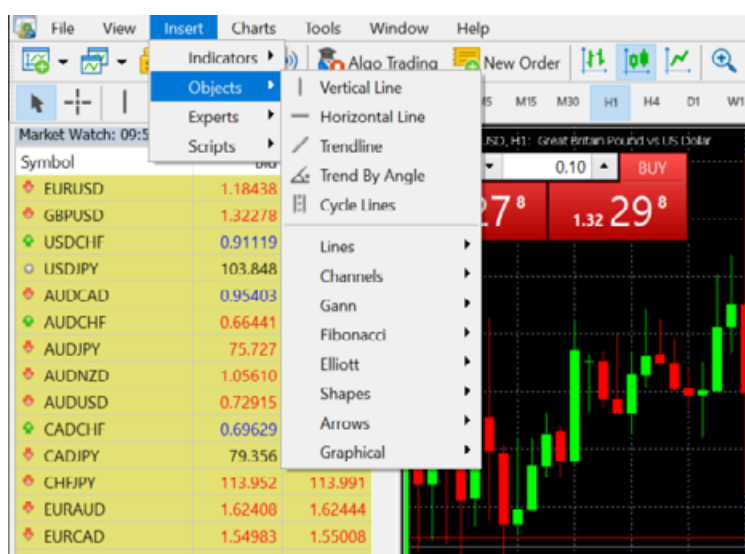 File View Insert Charts Tools Window Help
Indicators
Algo Trading
New Order
Objects
Experts
Scripts
Vertical Line
Horizontal Line
Trendline
Trend By Angle
Cycle Lines
Lines
Channels
Gann
Fibonacci
Elliott
Shapes
Arrows
Graphical
M15 M30 H1 H4 D1 W1
Market Watch: 09:5
H1: Great Britain Pound vs US Dollar
Symbol
0.10 BUY
27 8
1.32 29 8
EURUSD 1.18438
GBPUSD 1.32278
USDCHF 0.91119
USDJPY 103.848
AUDCAD 0.95403
AUDCHF 0.66441
AUDJPY 75.727
AUDNZD 1.05610
AUDUSD 0.72915
CADCHF 0.69629
CADJPY 79.356
CHFJPY 113.952 113.991
EURAUD 1.62408 1.62444
EURCAD 1.54983 1.55008